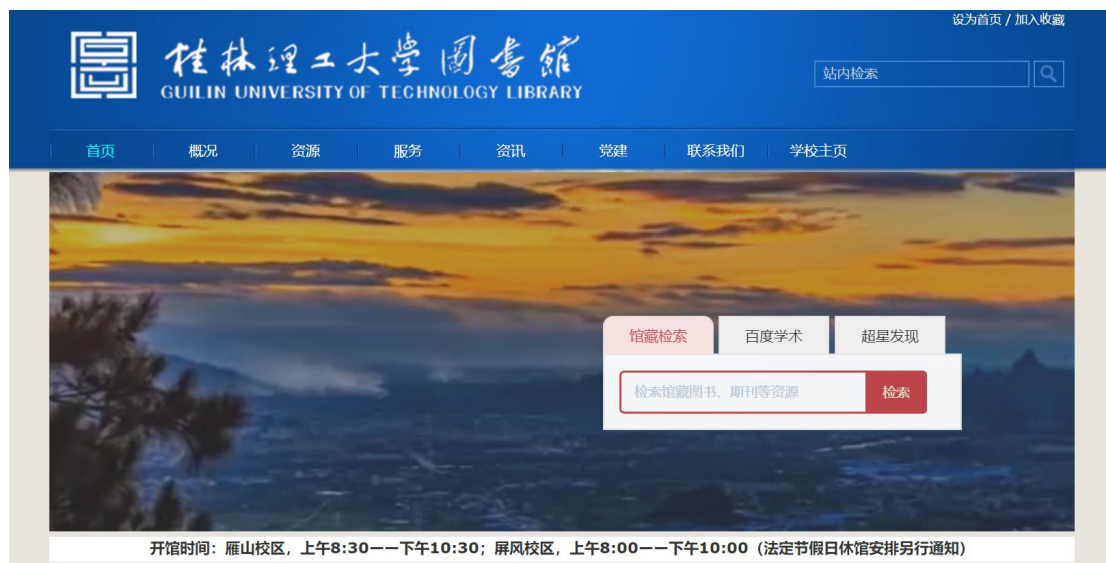 设为首页 / 加入收藏
桂林理工大学图书馆
GUILIN UNIVERSITY OF TECHNOLOGY LIBRARY
站内检索
首页 概况 资源 服务 资讯 党建 联系我们 学校主页
馆藏检索 百度学术 超星发现
检索馆藏图书、期刊等资源 检索
开馆时间：雁山校区，上午8:30——下午10:30；屏风校区，上午8:00——下午10:00（法定节假日休馆安排另行通知）